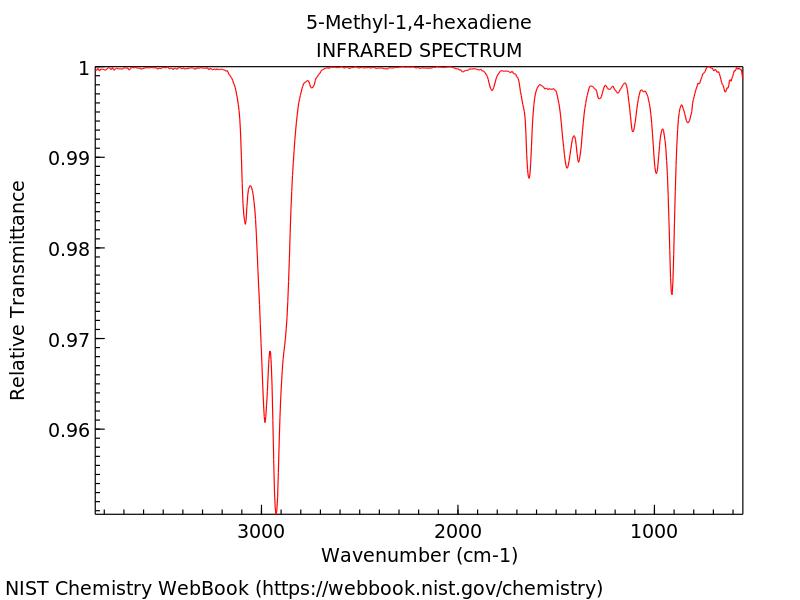 5-Methyl-1,4-hexadiene
INFRARED SPECTRUM
1
0.99
0.98
0.97
0.96
Relative Transmittance
3000 2000 1000
Wavenumber (cm-1)
NIST Chemistry WebBook (https://webbook.nist.gov/chemistry)